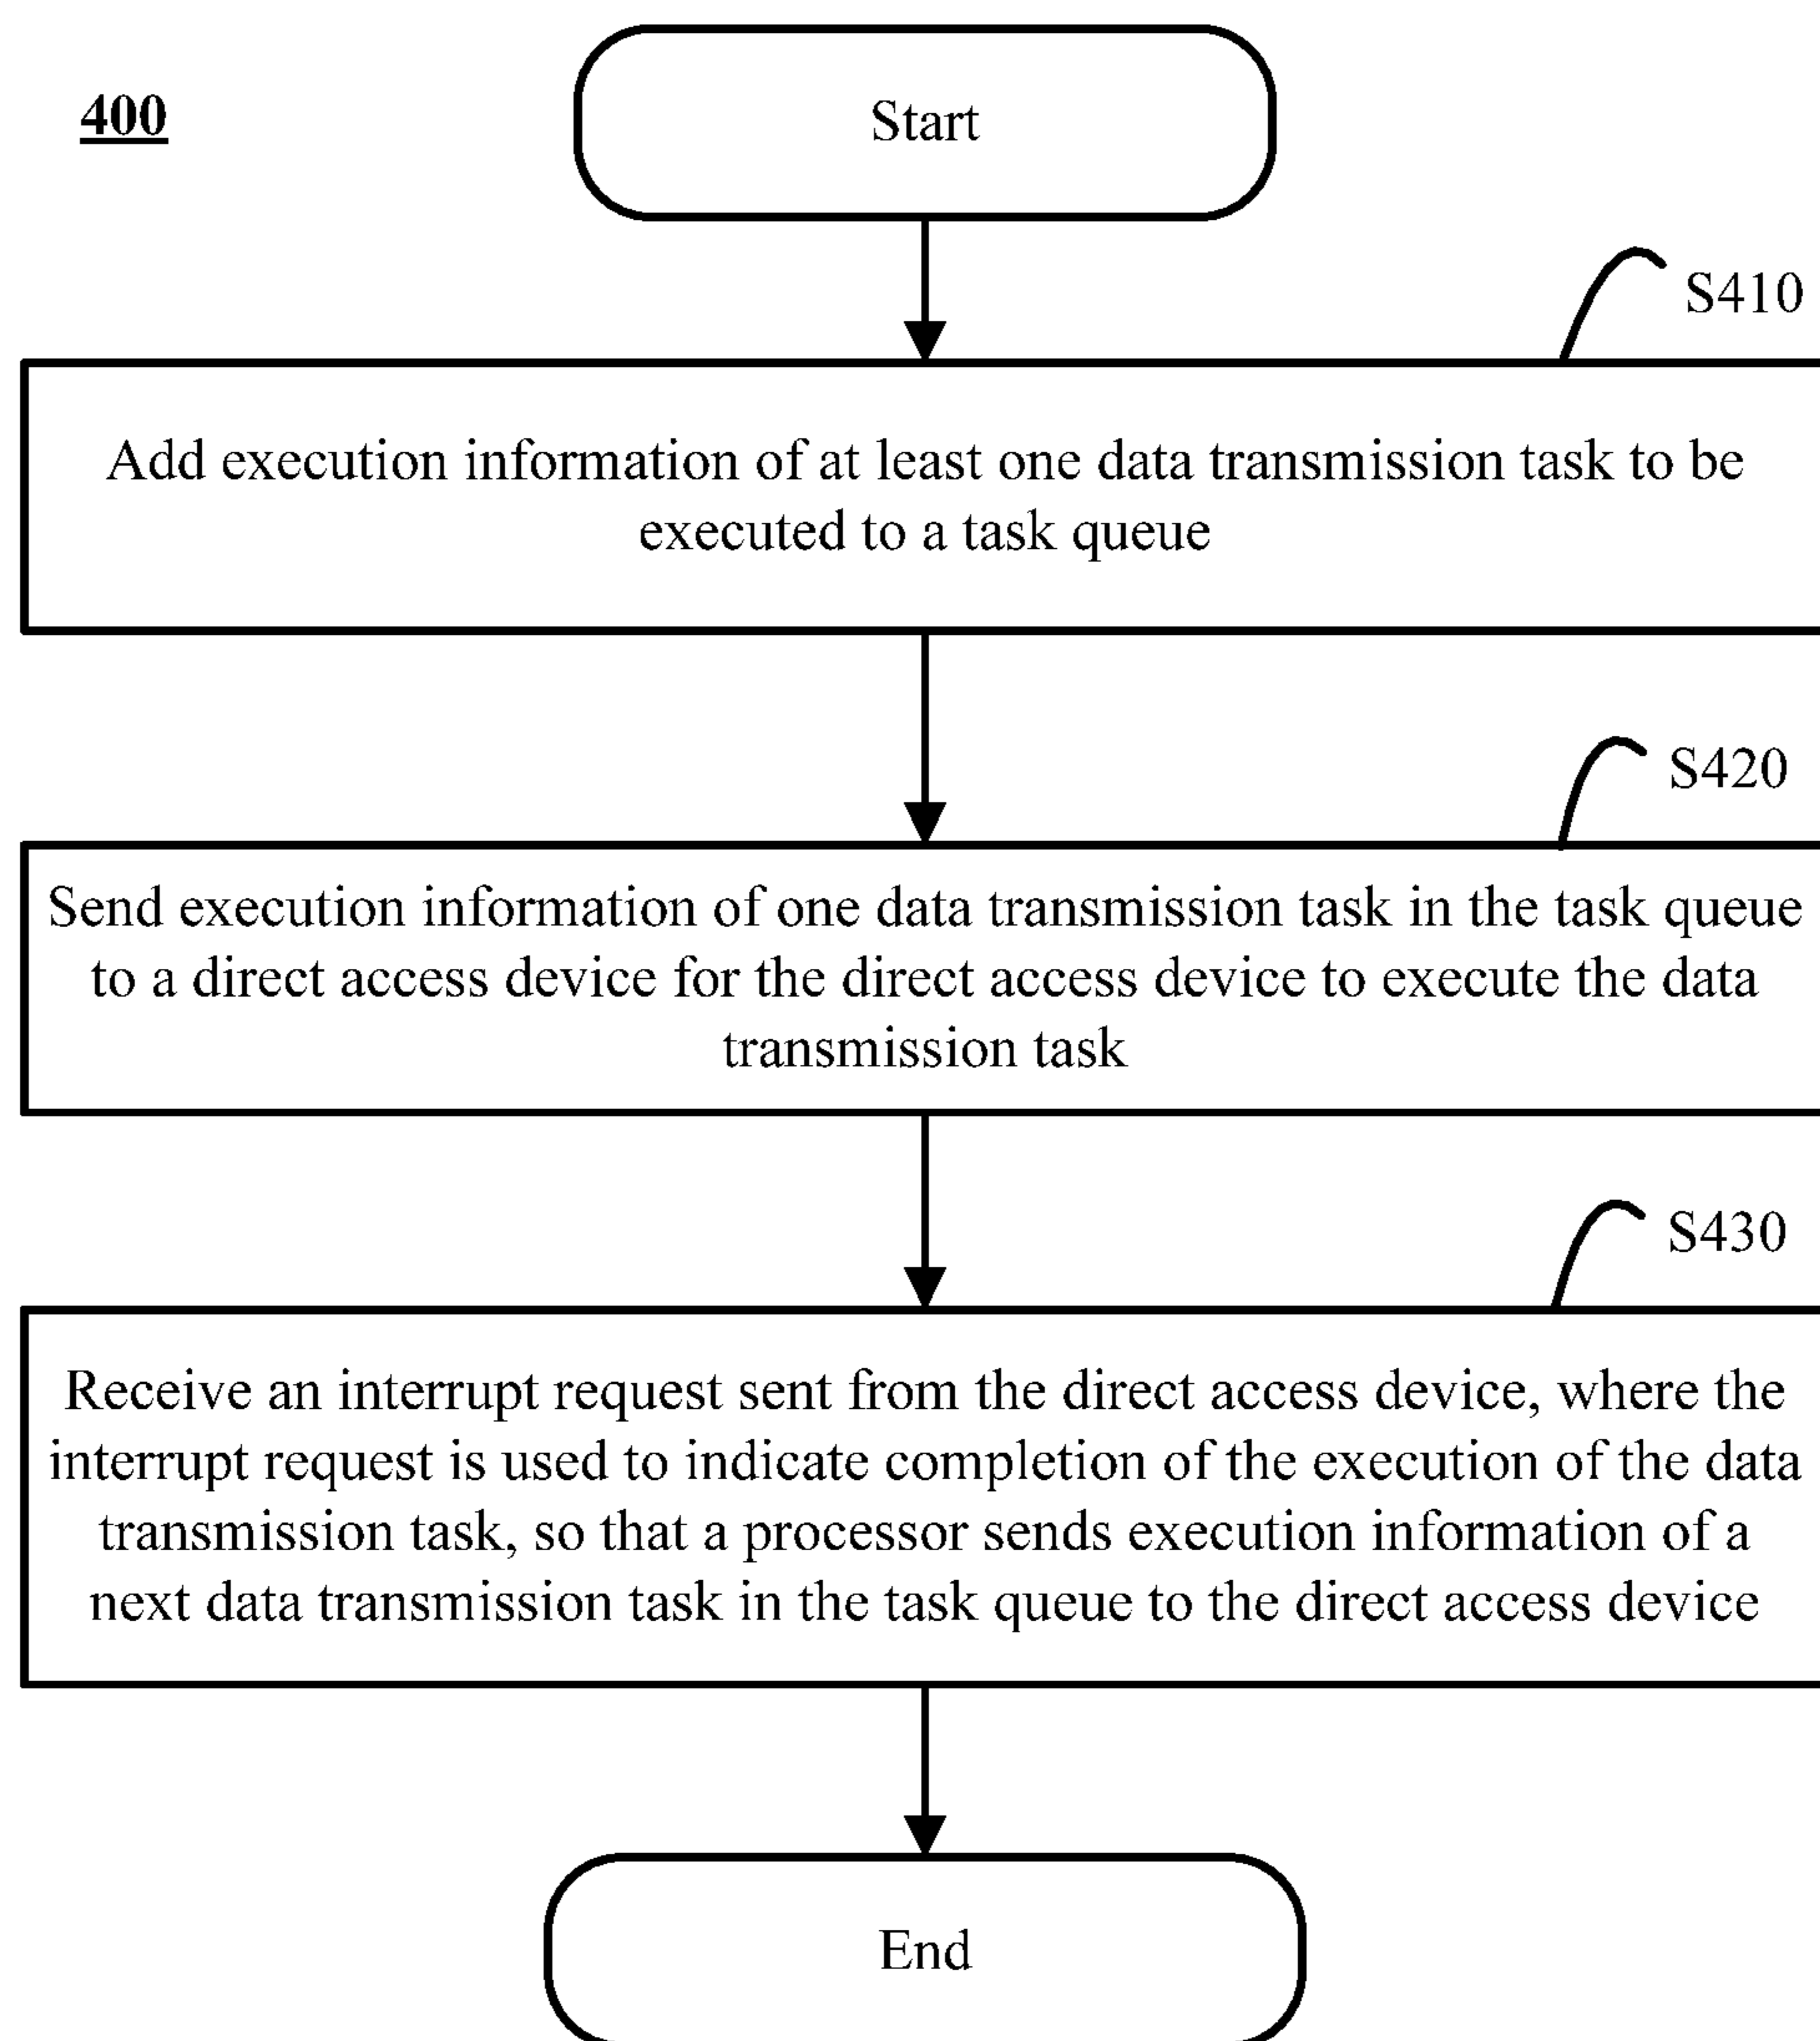 400
Start
S410
Add execution information of at least one data transmission task to be
executed to a task queue
S420
Send execution information of one data transmission task in the task queue
to a direct access device for the direct access device to execute the data
transmission task
S430
Receive an interrupt request sent from the direct access device, where the
interrupt request is used to indicate completion of the execution of the data
transmission task, so that a processor sends execution information of a
next data transmission task in the task queue to the direct access device
End